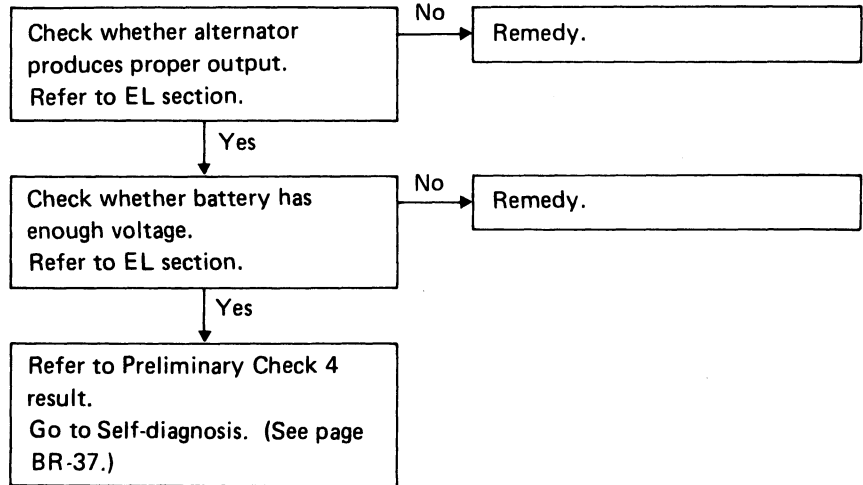 Check whether alternator
produces proper output.
Refer to EL section.
No
Remedy.
Yes
Check whether battery has
enough voltage.
Refer to EL section.
No
Remedy.
Yes
Refer to Preliminary Check 4
result.
Go to Self-diagnosis. (See page
BR-37.)